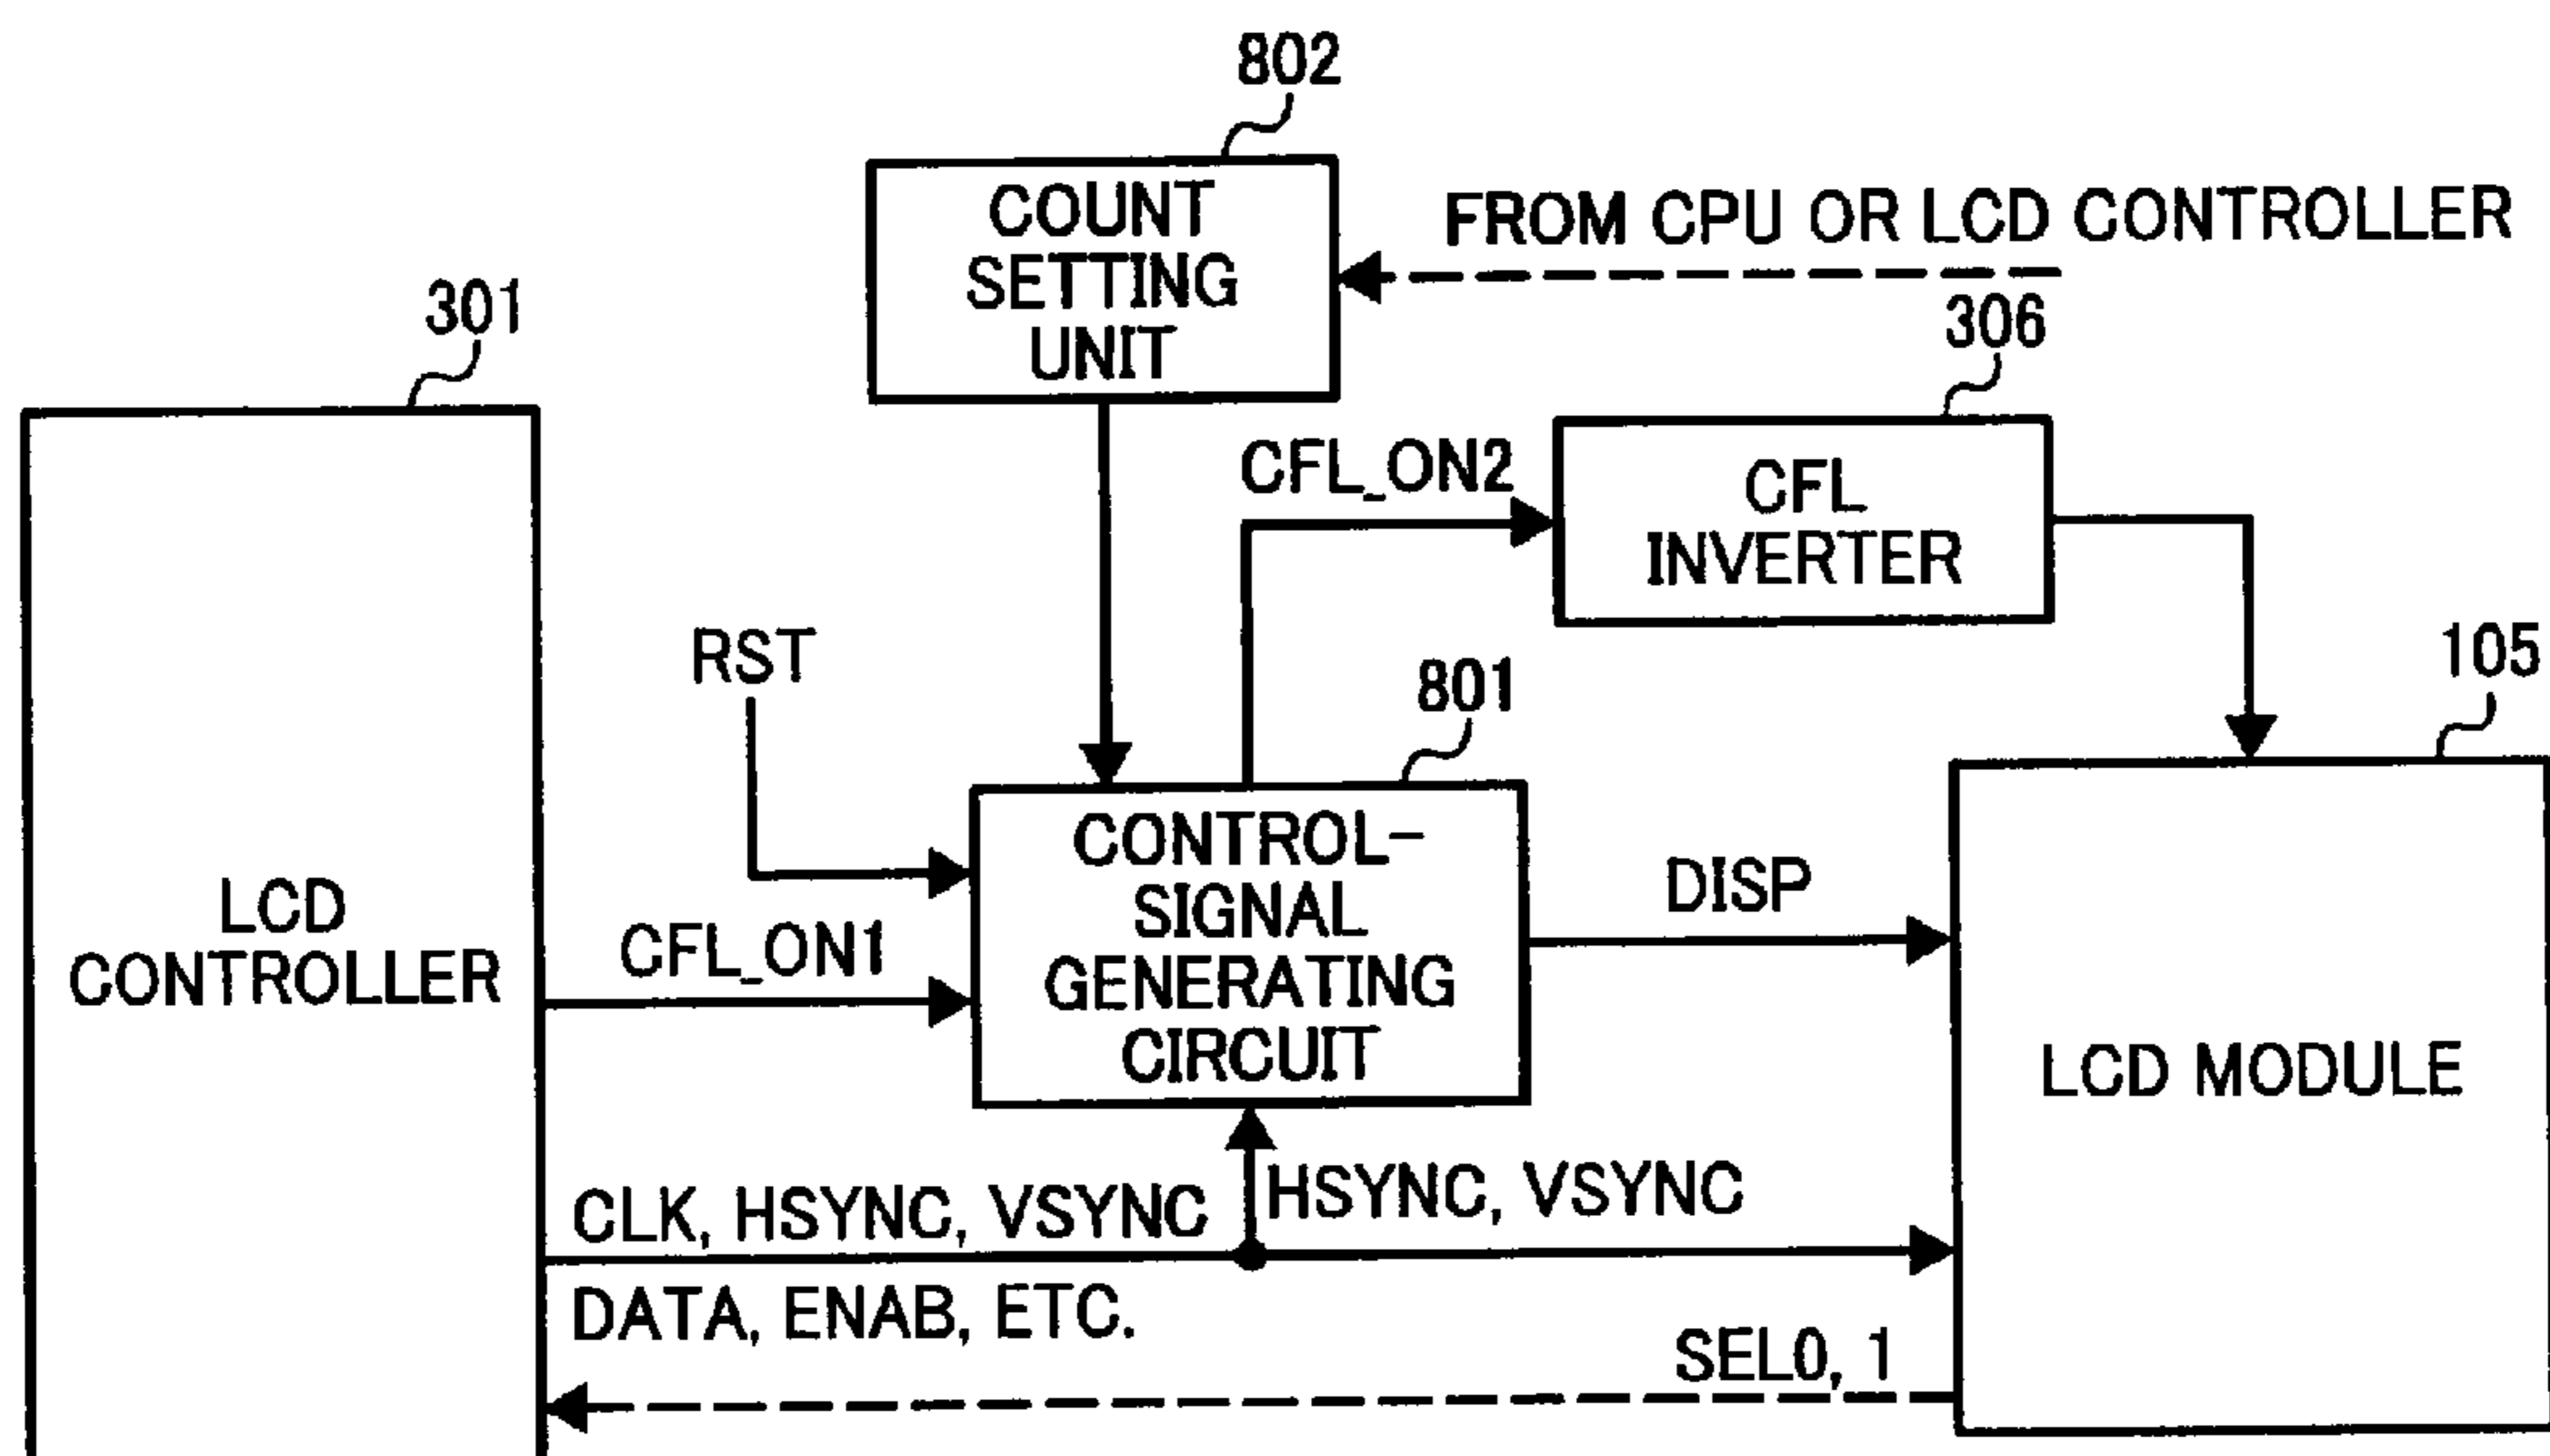 802
COUNT
SETTING
UNIT
FROM CPU OR LCD CONTROLLER
301
306
CFL_ON2
CFL
INVERTER
RST
801
105
LCD
CONTROLLER
CFL_ON1
CONTROL-
SIGNAL
GENERATING
CIRCUIT
DISP
LCD MODULE
CLK, HSYNC, VSYNC
HSYNC, VSYNC
DATA, ENAB, ETC.
SEL0, 1